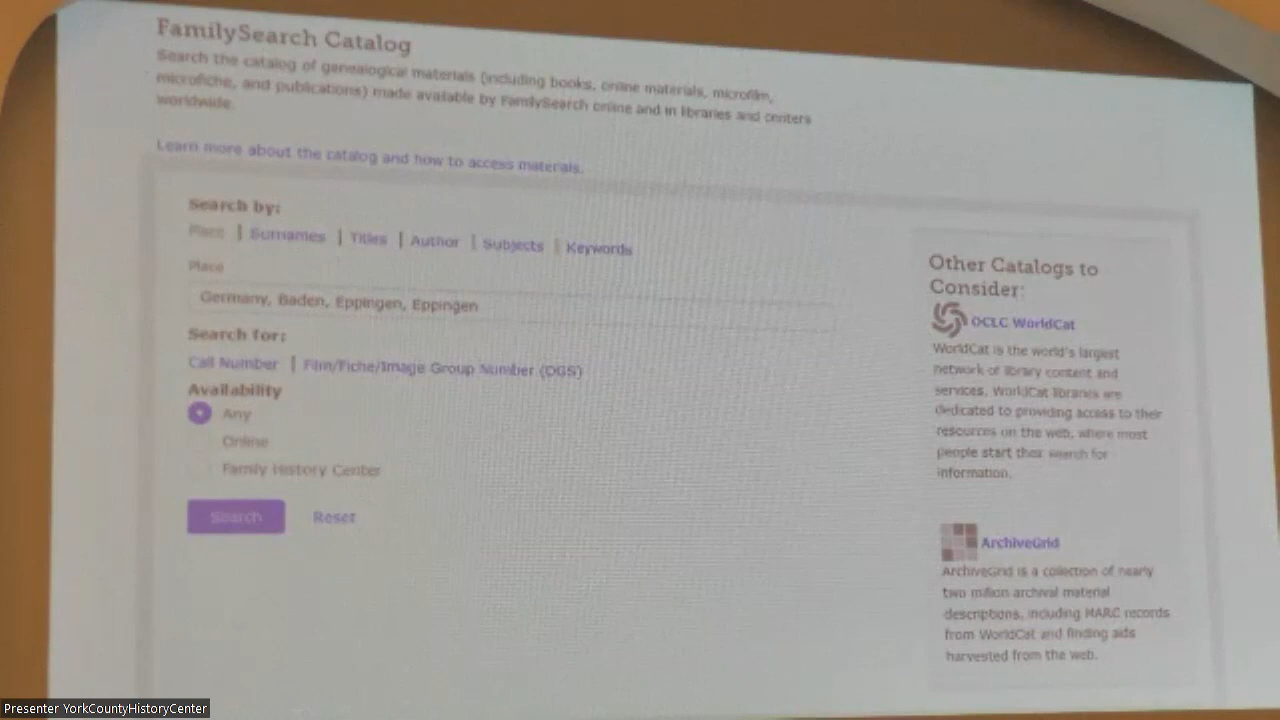 FamilySearch Catalog
Search the catalog of genealogical materials (including books, online materials, microfilm,
microfiche, and publications) made available by FamilySearch online and in libraries and centers
worldwide.
Learn more about the catalog and how to access materials.
Search by:
Place | Surnames | Titles | Author | Subjects | Keywords
Place
Germany, Baden, Eppingen, Eppingen
Search for:
Call Number | Film/Fiche/Image Group Number (DGS)
Availability
Any
Online
Family History Center
Search Reset
Other Catalogs to
Consider:
OCLC WorldCat
WorldCat is the world's largest
network of library content and
services. WorldCat libraries are
dedicated to providing access to their
resources on the web, where most
people start their search for
information.
ArchiveGrid
ArchiveGrid is a collection of nearly
two million archival material
descriptions, including MARC records
from WorldCat and finding aids
harvested from the web.
Presenter YorkCountyHistoryCenter